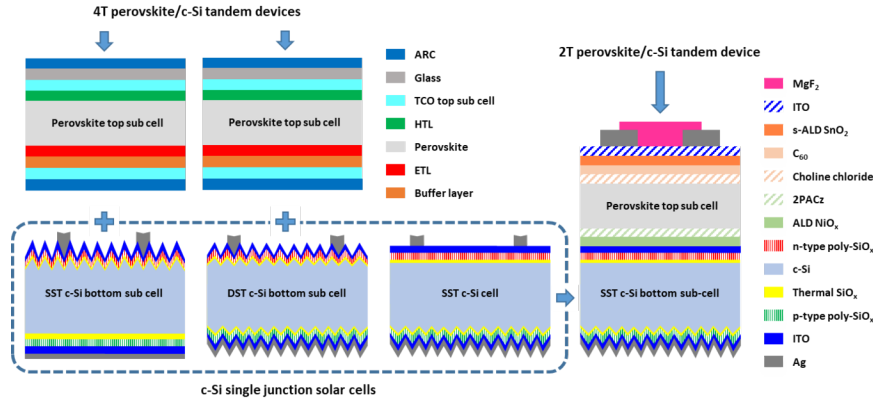 4T perovskite/c-Si tandem devices
ARC
Glass
TCO top sub cell
HTL
Perovskite
ETL
Buffer layer
Perovskite top sub cell
Perovskite top sub cell
SST c-Si bottom sub cell
DST c-Si bottom sub cell
SST c-Si cell
c-Si single junction solar cells
2T perovskite/c-Si tandem device
Perovskite top sub cell
SST c-Si bottom sub-cell
MgF₂
ITO
s-ALD SnO₂
C₆₀
Choline chloride
2PACz
ALD NiOₓ
n-type poly-SiOₓ
c-Si
Thermal SiOₓ
p-type poly-SiOₓ
ITO
Ag